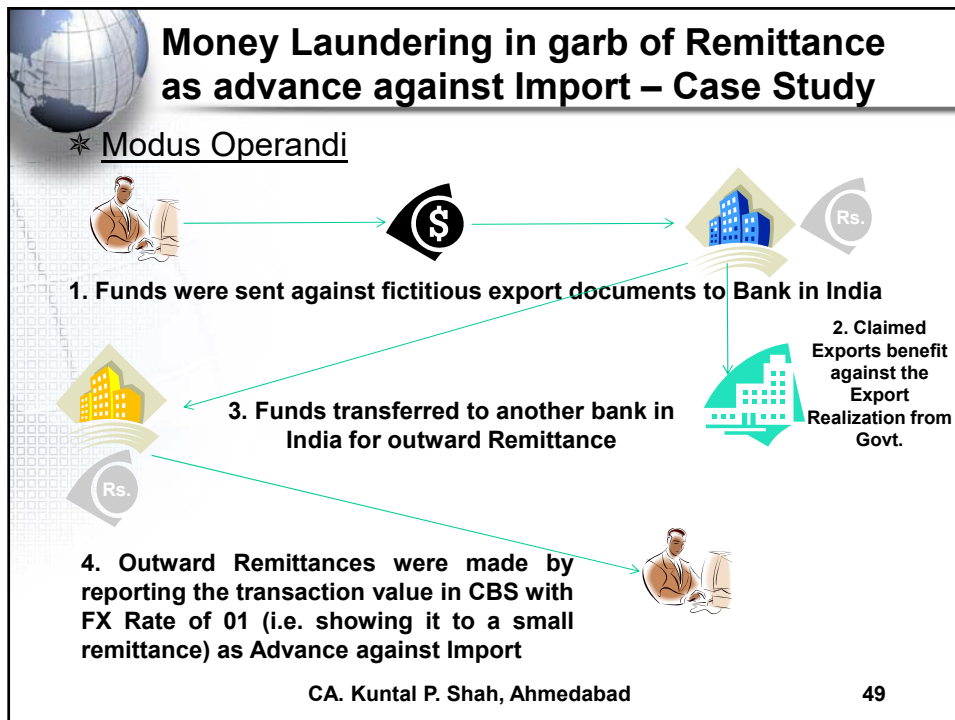 Money Laundering in garb of Remittance
as advance against Import – Case Study
Modus Operandi
$
Rs.
1. Funds were sent against fictitious export documents to Bank in India
2. Claimed
Exports benefit
against the
Export
Realization from
Govt.
3. Funds transferred to another bank in
India for outward Remittance
Rs.
4. Outward Remittances were made by
reporting the transaction value in CBS with
FX Rate of 01 (i.e. showing it to a small
remittance) as Advance against Import
CA. Kuntal P. Shah, Ahmedabad
49